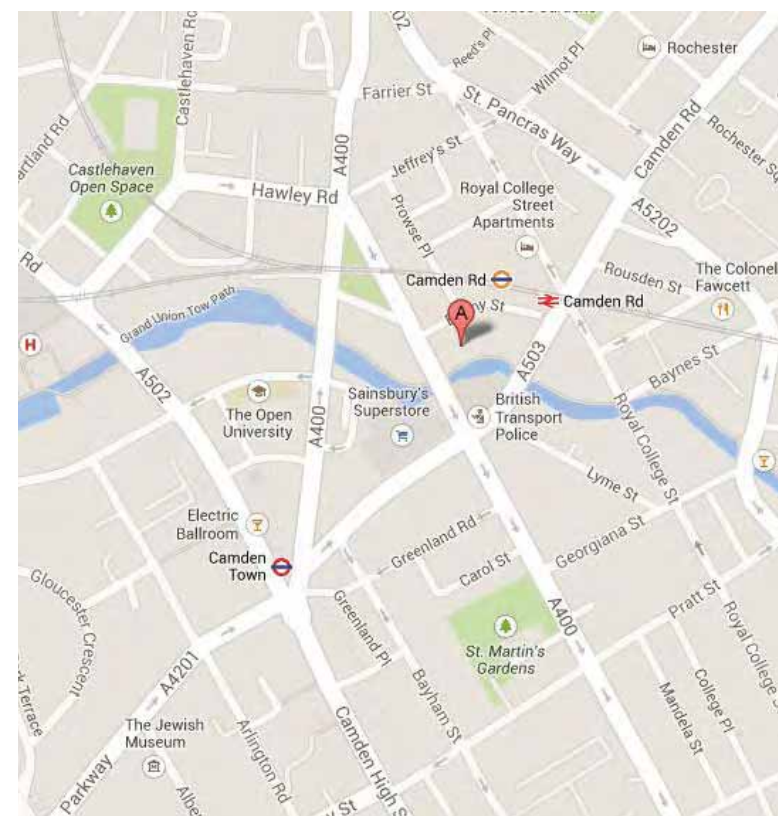 Castlehaven Rd
A502
Reed's Pl
Wilmot Pl
Rochester
Farrier St
St. Pancras Way
Camden Rd
A400
Jeffrey's St
Castlehaven
Open Space
Hawley Rd
Prowse Pl
Royal College
Street
Apartments
A5202
Rd
Camden Rd
Rousden St
The Colonel
Fawcett
Camden Rd
A
Grand Union Tow Path
H
A503
Baynes St
A502
The Open
University
A400
Sainsbury's
Superstore
British
Transport
Police
Royal College St
Lyme St
Electric
Ballroom
Camden
Town
Greenland Rd
Carol St
Georgiana St
Pratt St
Gloucester Crescent
Greenland Pl
A400
St. Martin's
Gardens
Royal College
A4201
Bayham St
Mandela St
College Pl
Terrace
The Jewish
Museum
Arlington Rd
Camden High S
Parkway
St